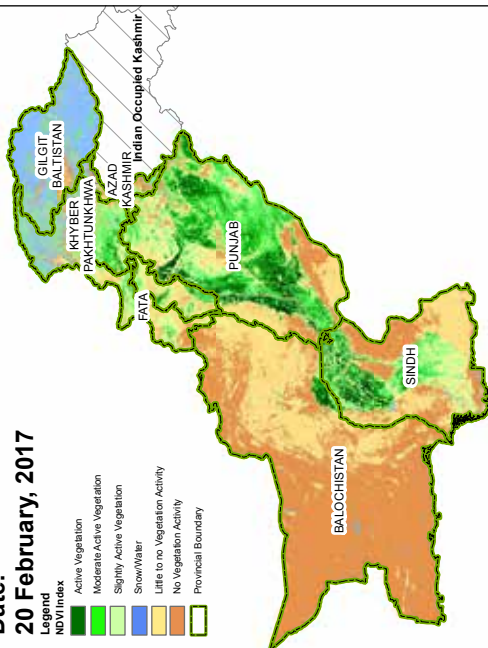 Date:
20 February, 2017
Legend
NDVI Index
Active Vegetation
Moderate Active Vegetation
Slightly Active Vegetation
Snow/Water
Little to no Vegetation Activity
No Vegetation Activity
Provincial Boundary
GILGIT
BALTISTAN
KHYBER
PAKHTUNKHWA
AZAD
KASHMIR
Indian Occupied Kashmir
FATA
PUNJAB
BALOCHISTAN
SINDH